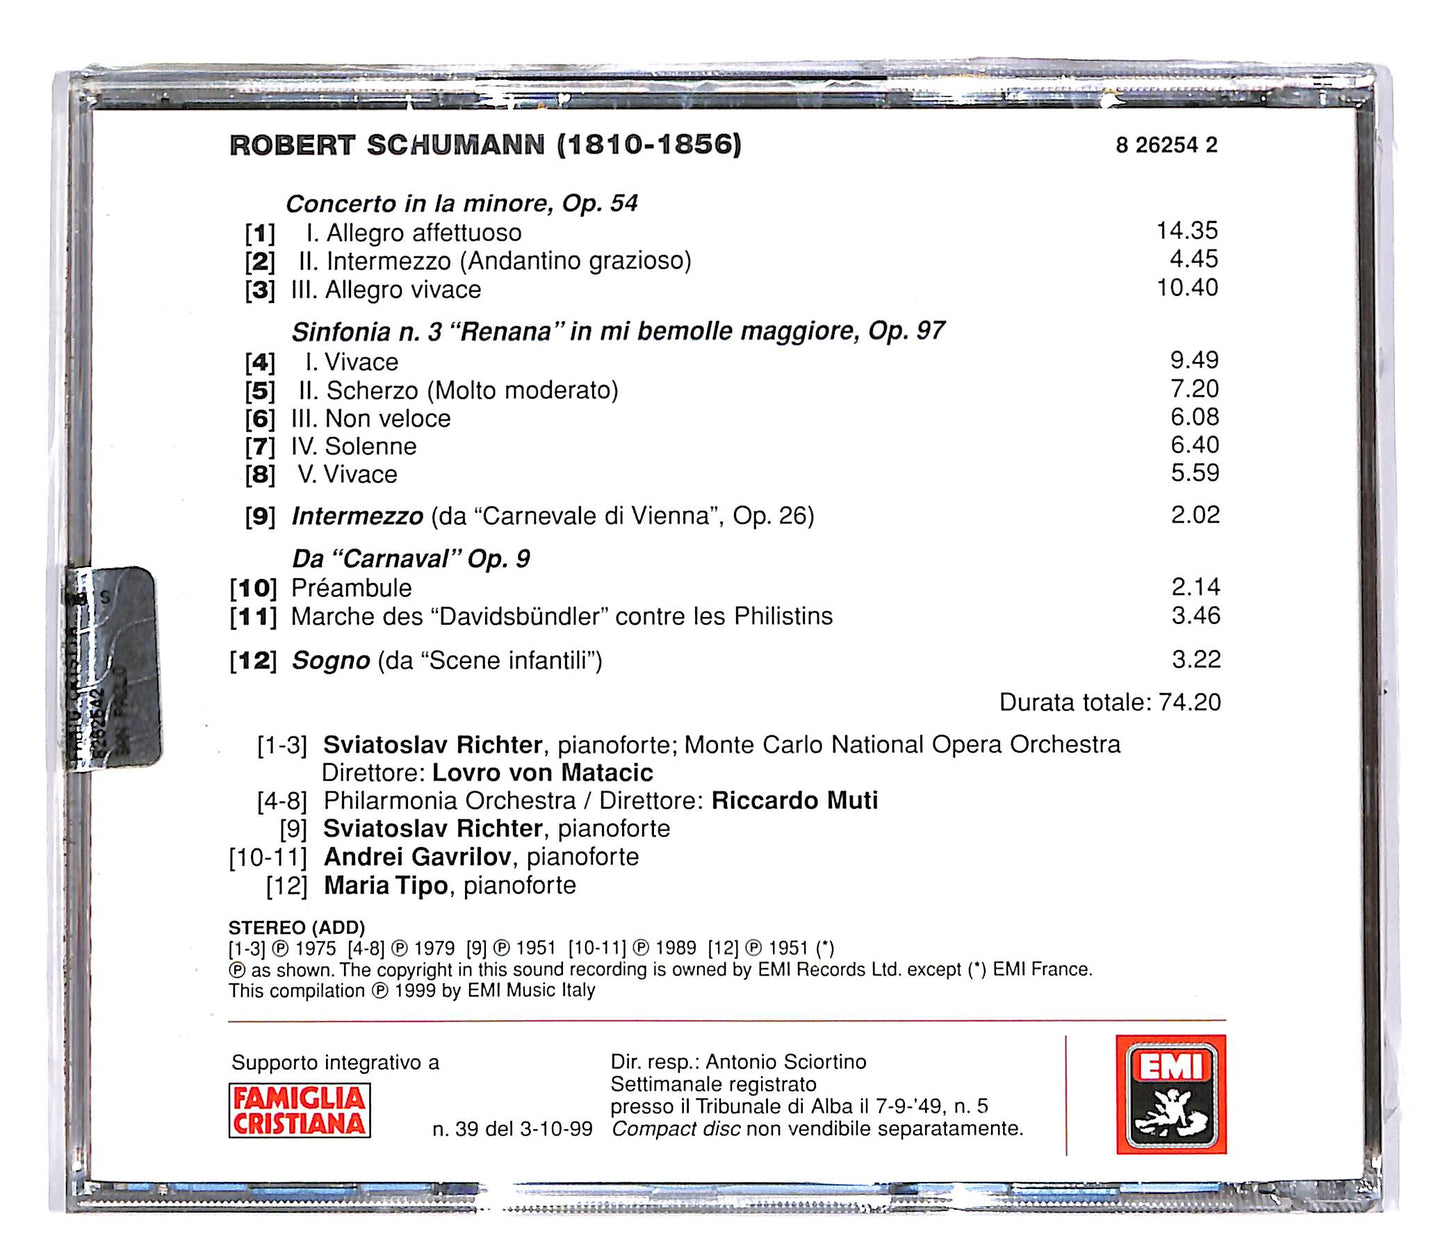 ROBERT SCHUMANN (1810-1856) 8 26254 2
Concerto in la minore, Op. 54
[1] I. Allegro affettuoso 14.35
[2] II. Intermezzo (Andantino grazioso) 4.45
[3] III. Allegro vivace 10.40
Sinfonia n. 3 “Renana” in mi bemolle maggiore, Op. 97
[4] I. Vivace 9.49
[5] II. Scherzo (Molto moderato) 7.20
[6] III. Non veloce 6.08
[7] IV. Solenne 6.40
[8] V. Vivace 5.59
[9] Intermezzo (da “Carnevale di Vienna”, Op. 26) 2.02
Da “Carnaval” Op. 9
[10] Préambule 2.14
[11] Marche des “Davidsbündler” contre les Philistins 3.46
[12] Sogno (da “Scene infantili”) 3.22
Durata totale: 74.20
[1-3] Sviatoslav Richter, pianoforte; Monte Carlo National Opera Orchestra
Direttore: Lovro von Matacic
[4-8] Philarmonia Orchestra / Direttore: Riccardo Muti
[9] Sviatoslav Richter, pianoforte
[10-11] Andrei Gavrilov, pianoforte
[12] Maria Tipo, pianoforte
STEREO (ADD)
[1-3] ℗ 1975 [4-8] ℗ 1979 [9] ℗ 1951 [10-11] ℗ 1989 [12] ℗ 1951 (*)
℗ as shown. The copyright in this sound recording is owned by EMI Records Ltd. except (*) EMI France.
This compilation ℗ 1999 by EMI Music Italy
Supporto integrativo a
FAMIGLIA
CRISTIANA
n. 39 del 3-10-99
Dir. resp.: Antonio Sciortino
Settimanale registrato
presso il Tribunale di Alba il 7-9-'49, n. 5
Compact disc non vendibile separatamente.
EMI